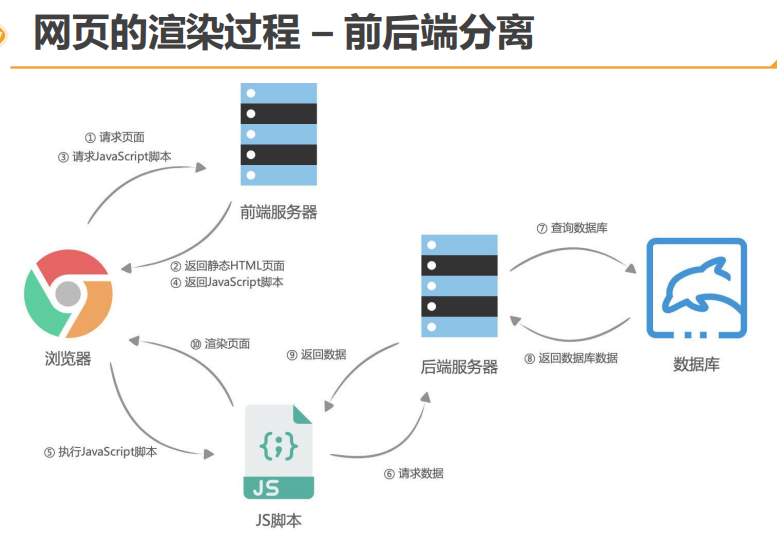 网页的渲染过程 – 前后端分离
① 请求页面
③ 请求JavaScript脚本
前端服务器
② 返回静态HTML页面
④ 返回JavaScript脚本
浏览器
⑦ 查询数据库
⑩ 渲染页面
⑨ 返回数据
后端服务器
⑧ 返回数据库数据
数据库
⑤ 执行JavaScript脚本
{;}
JS
⑥ 请求数据
JS脚本